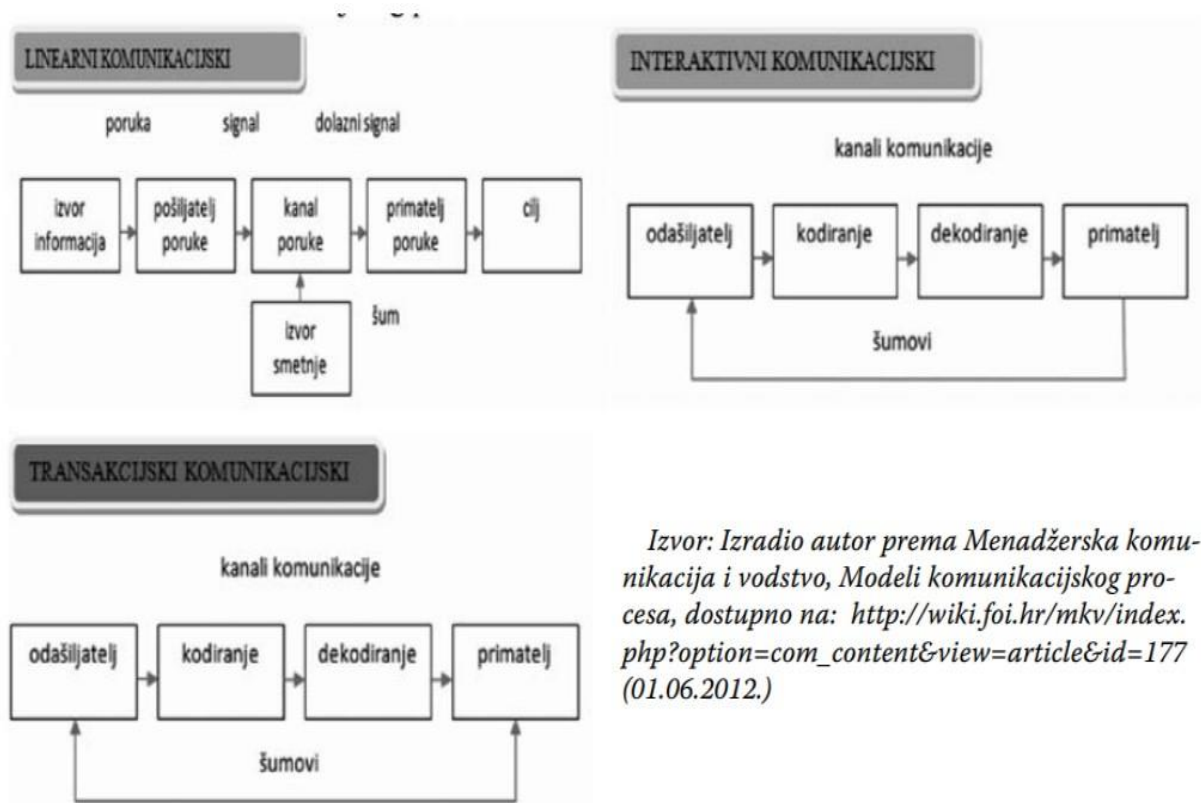 LINEARNI KOMUNIKACIJSKI
poruka signal dolazni signal
izvor
informacija
pošiljatelj
poruke
kanal
poruke
primatelj
poruke
cilj
izvor
smetnje
šum
INTERAKTIVNI KOMUNIKACIJSKI
kanali komunikacije
odašiljatelj
kodiranje
dekodiranje
primatelj
šumovi
TRANSAKCIJSKI KOMUNIKACIJSKI
kanali komunikacije
odašiljatelj
kodiranje
dekodiranje
primatelj
šumovi
Izvor: Izradio autor prema Menadžerska komu-
nikacija i vodstvo, Modeli komunikacijskog pro-
cesa, dostupno na: http://wiki.foi.hr/mkv/index.
php?option=com_content&view=article&id=177
(01.06.2012.)